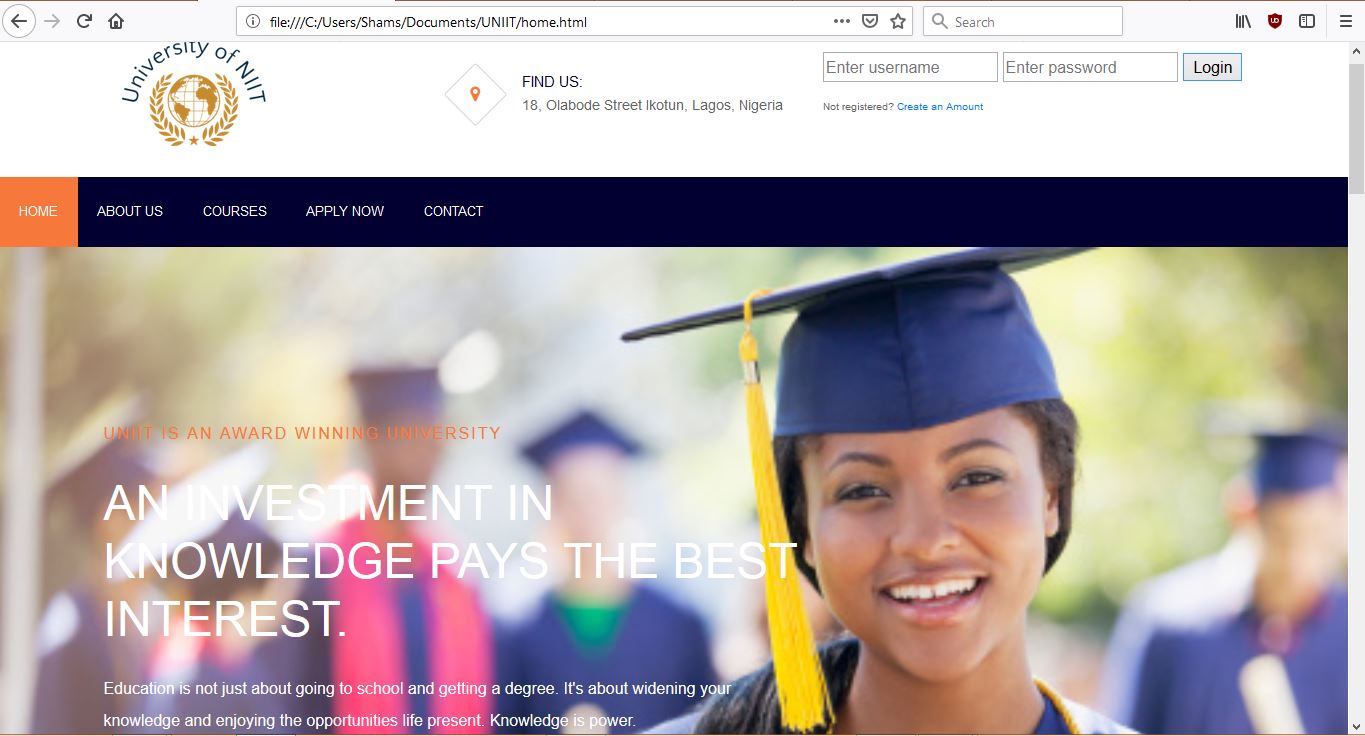 file:///C:/Users/Shams/Documents/UNIIT/home.html
Search
University of NIIT
FIND US:
18, Olabode Street Ikotun, Lagos, Nigeria
Enter username
Enter password
Login
Not registered? Create an Amount
HOME
ABOUT US
COURSES
APPLY NOW
CONTACT
UNIIT IS AN AWARD WINNING UNIVERSITY
AN INVESTMENT IN
KNOWLEDGE PAYS THE BEST
INTEREST.
Education is not just about going to school and getting a degree. It's about widening your
knowledge and enjoying the opportunities life present. Knowledge is power.